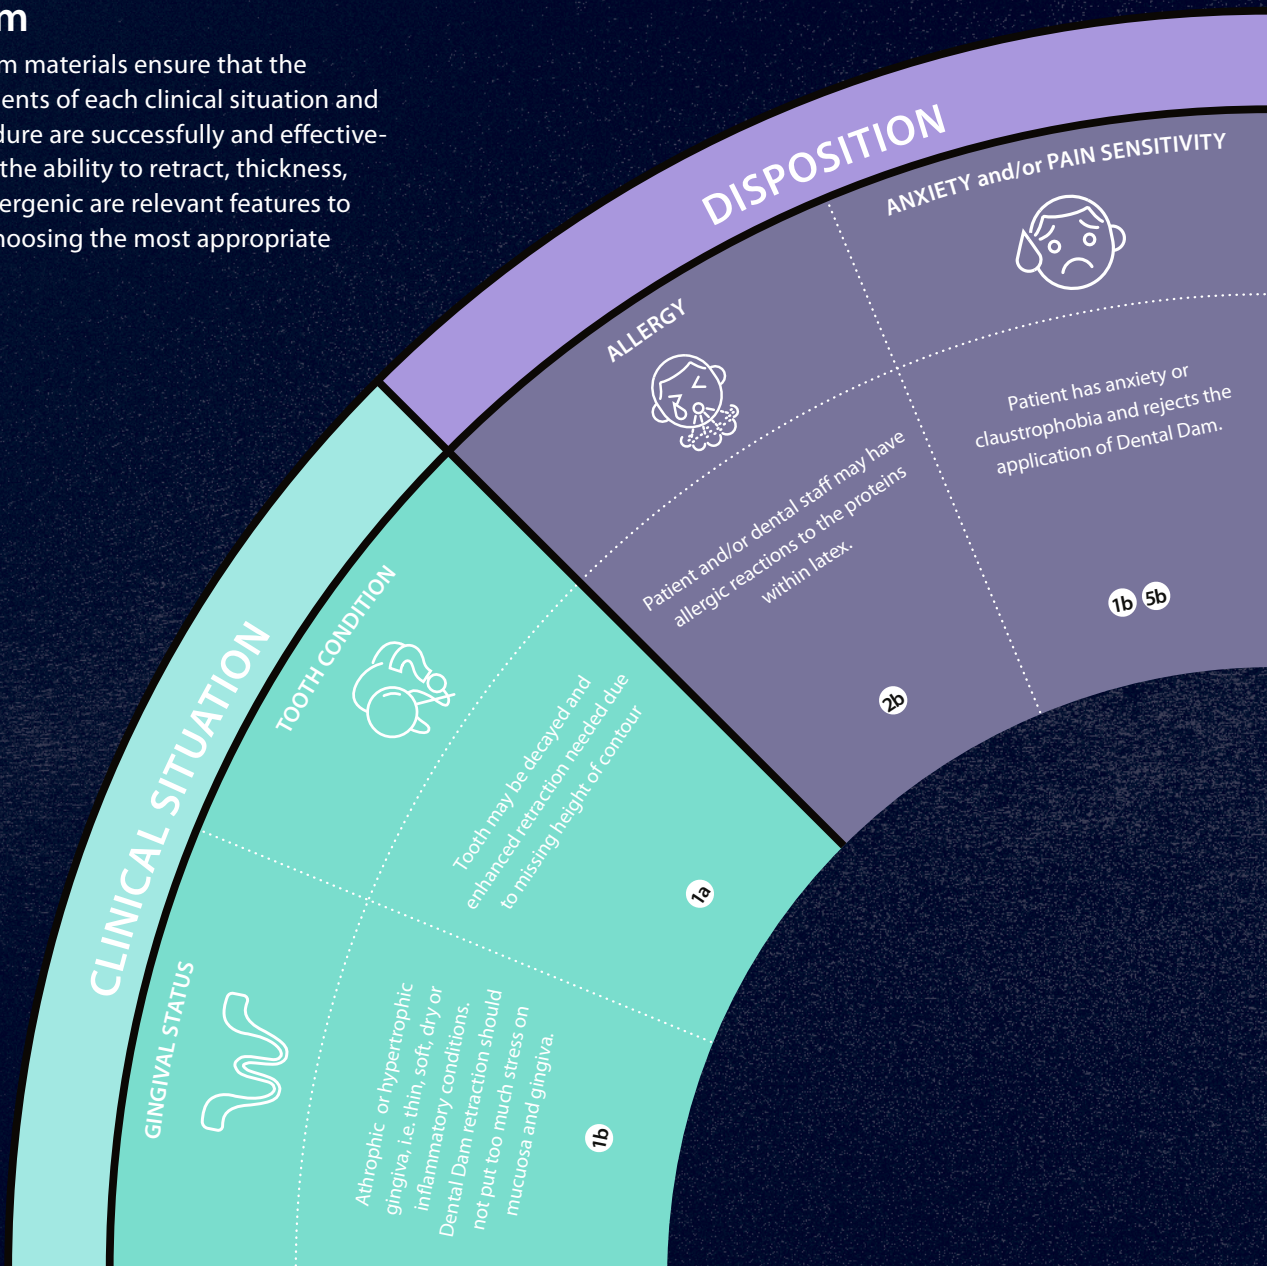 m
m materials ensure that the
ents of each clinical situation and
dure are successfully and effective-
the ability to retract, thickness,
ergenic are relevant features to
hoosing the most appropriate
DISPOSITION
ANXIETY and/or PAIN SENSITIVITY
Patient has anxiety or
claustrophobia and rejects the
application of Dental Dam.
1b 5b
ALLERGY
Patient and/or dental staff may have
allergic reactions to the proteins
within latex.
2b
CLINICAL SITUATION
TOOTH CONDITION
Tooth may be decayed and
enhanced retraction needed due
to missing height of contour
1a
GINGIVAL STATUS
Athrophic or hypertrophic
gingiva, i.e. thin, soft, dry or
inflammatory conditions.
Dental Dam retraction should
not put too much stress on
mucuosa and gingiva.
1b